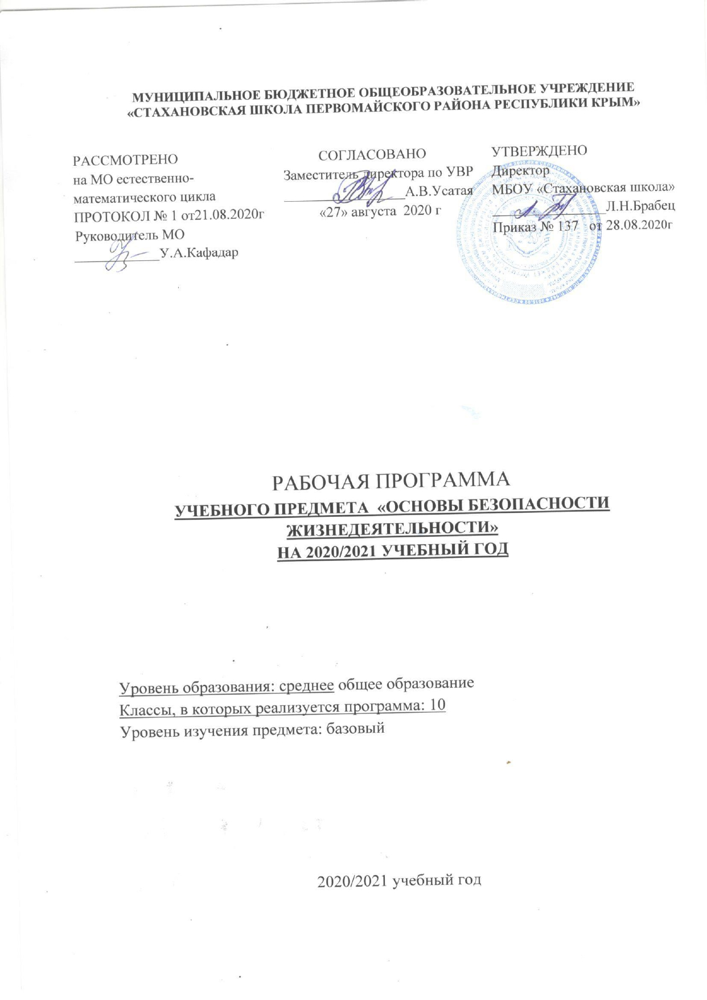 МУНИЦИПАЛЬНОЕ БЮДЖЕТНОЕ ОБЩЕОБРАЗОВАТЕЛЬНОЕ УЧРЕЖДЕНИЕ
«СТАХАНОВСКАЯ ШКОЛА ПЕРВОМАЙСКОГО РАЙОНА РЕСПУБЛИКИ КРЫМ»
РАССМОТРЕНО
на МО естественно-
математического цикла
ПРОТОКОЛ № 1 от21.08.2020г
Руководитель МО
____________У.А.Кафадар
СОГЛАСОВАНО
Заместитель директора по УВР
_________________А.В.Усатая
«27» августа 2020 г
УТВЕРЖДЕНО
Директор
МБОУ «Стахановская школа»
________________Л.Н.Брабец
Приказ № 137 от 28.08.2020г
РАБОЧАЯ ПРОГРАММА
УЧЕБНОГО ПРЕДМЕТА «ОСНОВЫ БЕЗОПАСНОСТИ
ЖИЗНЕДЕЯТЕЛЬНОСТИ»
НА 2020/2021 УЧЕБНЫЙ ГОД
Уровень образования: среднее общее образование
Классы, в которых реализуется программа: 10
Уровень изучения предмета: базовый
2020/2021 учебный год